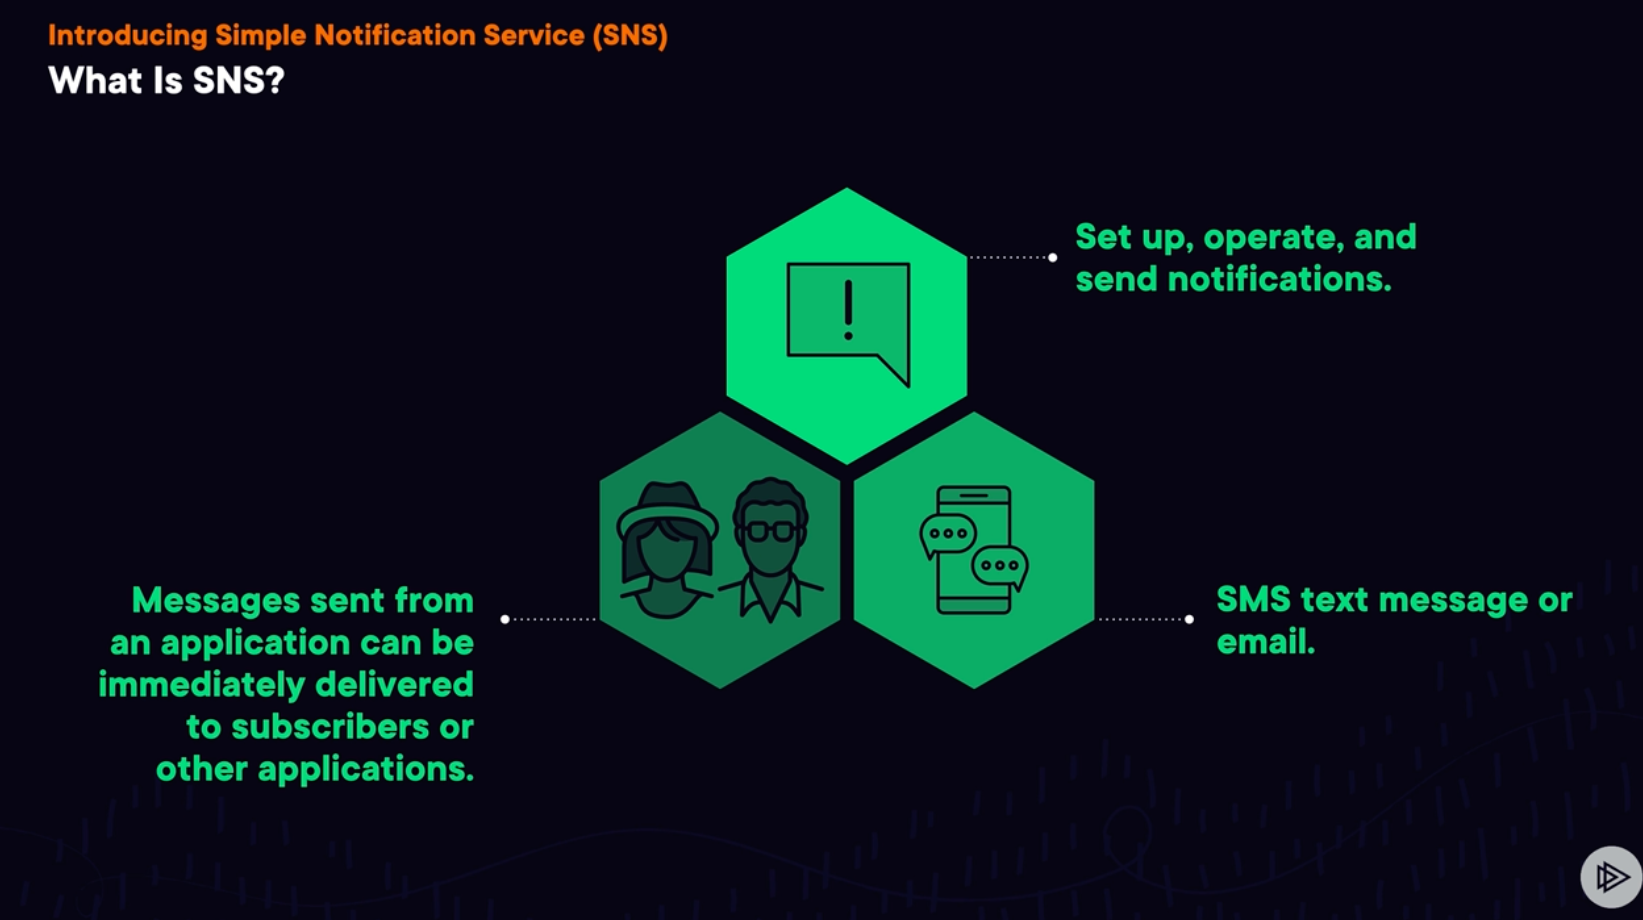 Introducing Simple Notification Service (SNS)
What Is SNS?
Set up, operate, and
send notifications.
Messages sent from
an application can be
immediately delivered
to subscribers or
other applications.
SMS text message or
email.